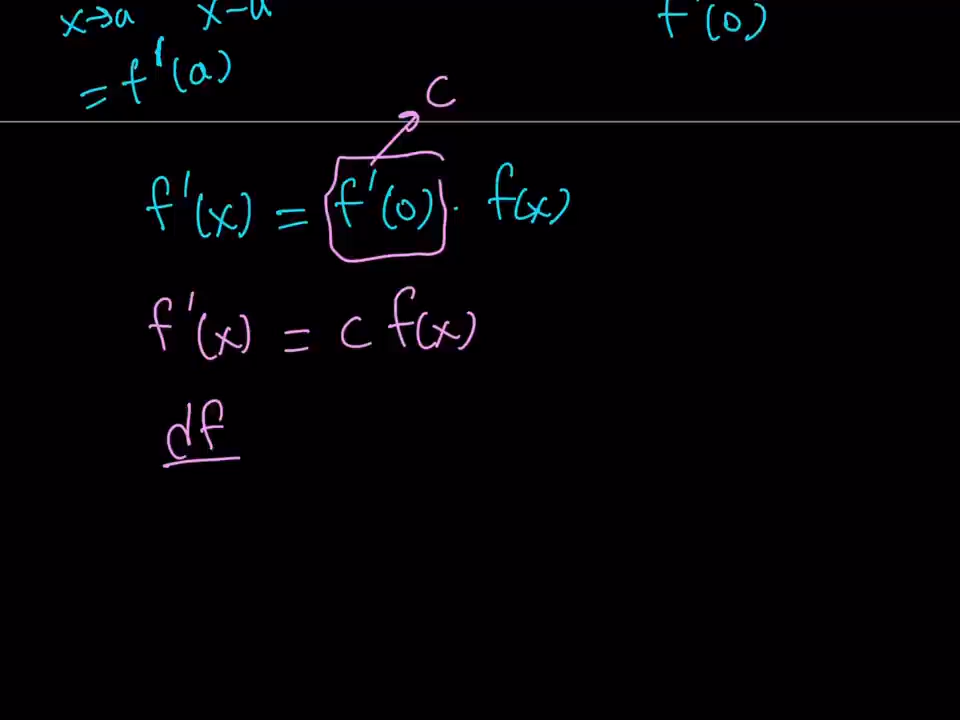 x→a x-a f'(0)
= f'(a)
C
f'(x) = f'(0) · f(x)
f'(x) = c f(x)
df